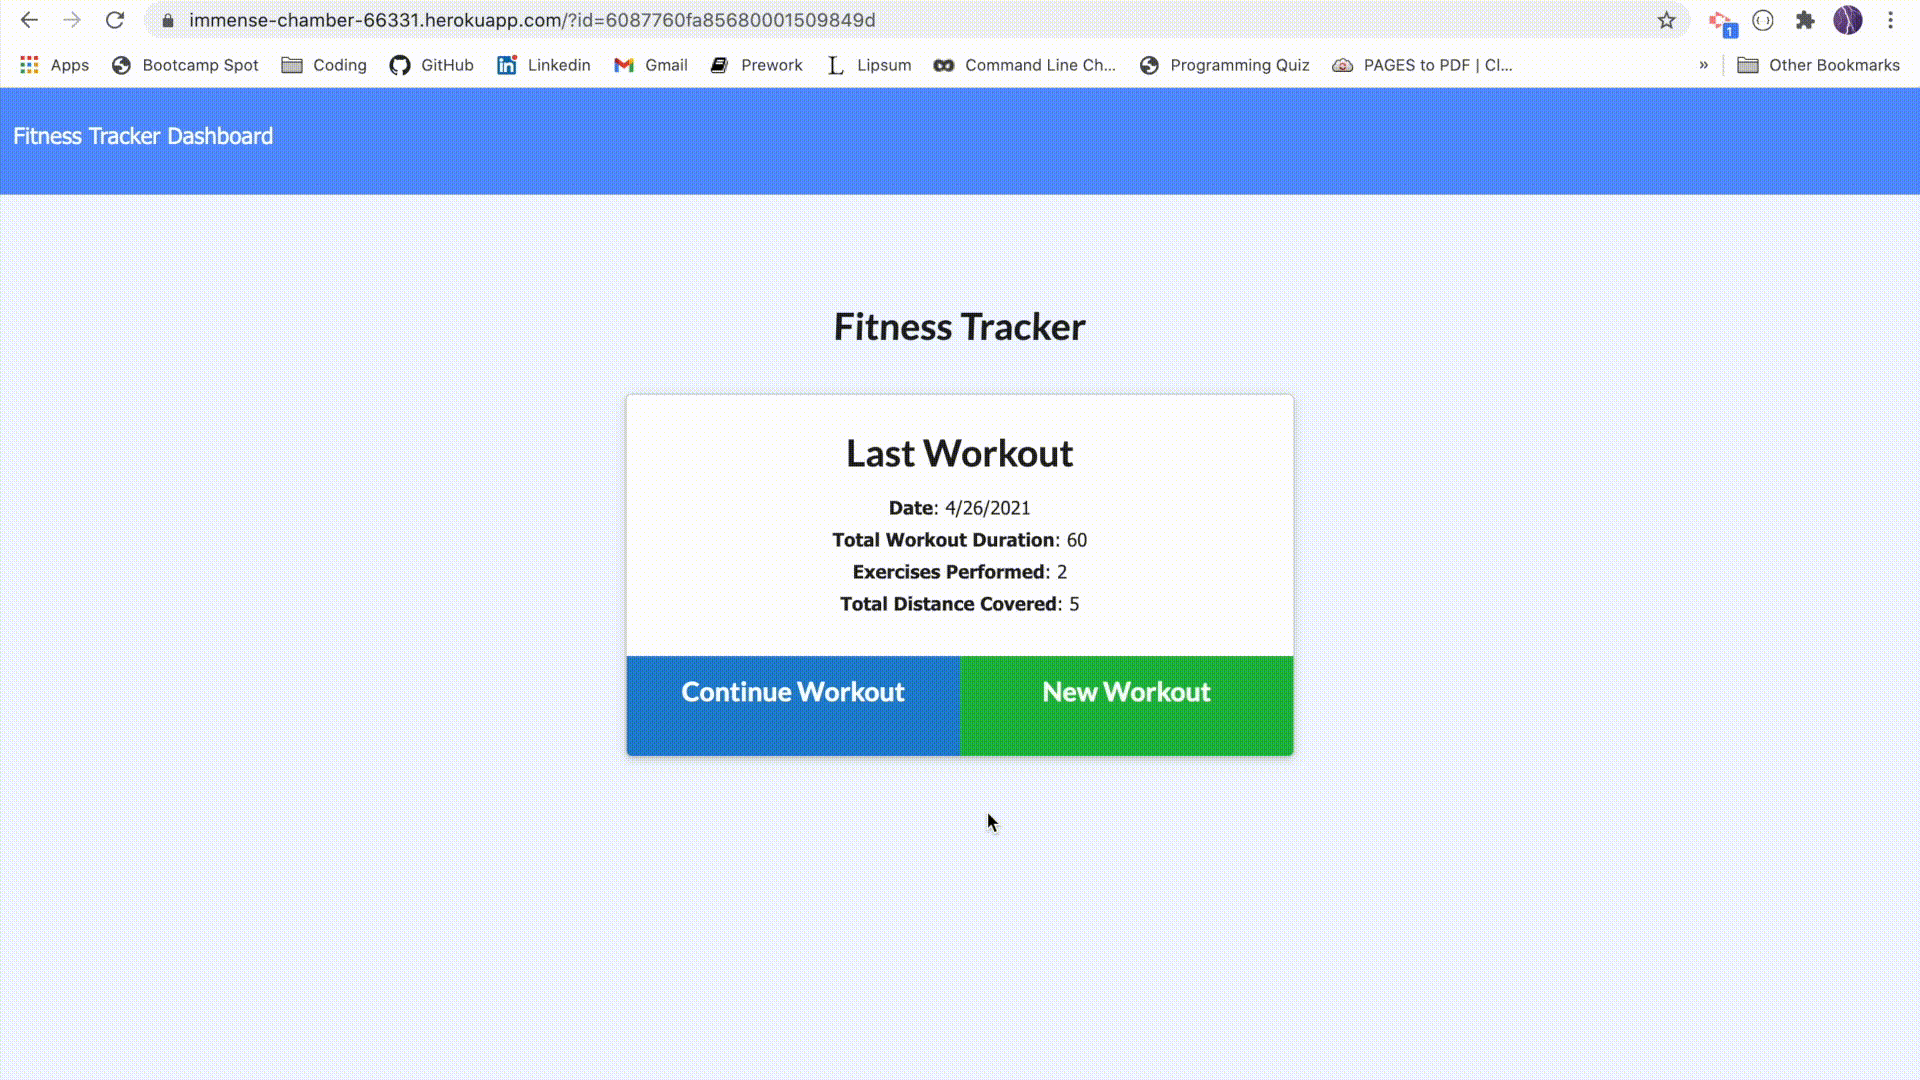 immense-chamber-66331.herokuapp.com/?id=6087760fa85680001509849d
1
Apps Bootcamp Spot Coding GitHub Linkedin Gmail Prework Lipsum Command Line Ch... Programming Quiz PAGES to PDF | Cl... » Other Bookmarks
Fitness Tracker Dashboard
Fitness Tracker
Last Workout
Date: 4/26/2021
Total Workout Duration: 60
Exercises Performed: 2
Total Distance Covered: 5
Continue Workout New Workout